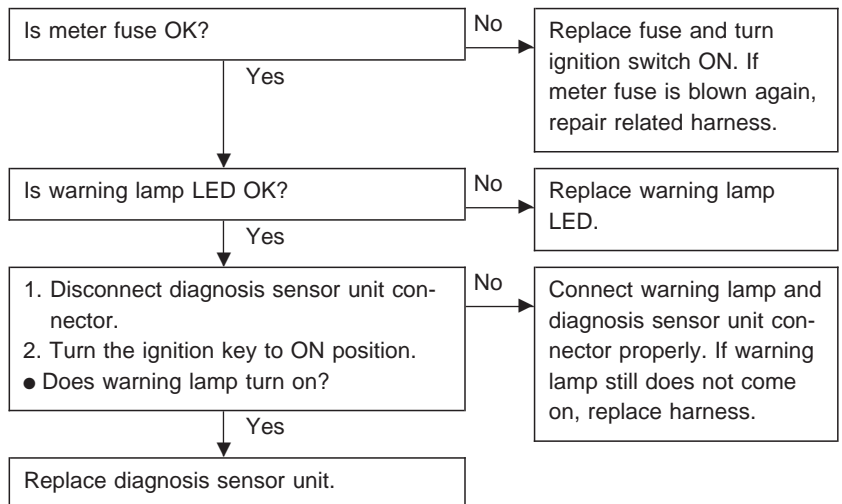 Is meter fuse OK?
No
Replace fuse and turn
ignition switch ON. If
meter fuse is blown again,
repair related harness.
Yes
Is warning lamp LED OK?
No
Replace warning lamp
LED.
Yes
1. Disconnect diagnosis sensor unit con-
nector.
2. Turn the ignition key to ON position.
● Does warning lamp turn on?
No
Connect warning lamp and
diagnosis sensor unit con-
nector properly. If warning
lamp still does not come
on, replace harness.
Yes
Replace diagnosis sensor unit.